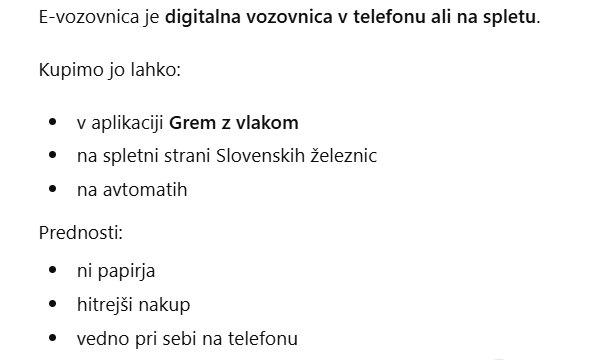 E-vozovnica je digitalna vozovnica v telefonu ali na spletu.
Kupimo jo lahko:
• v aplikaciji Grem z vlakom
• na spletni strani Slovenskih železnic
• na avtomatih
Prednosti:
• ni papirja
• hitrejši nakup
• vedno pri sebi na telefonu